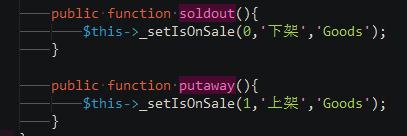 public function soldout(){
$this->_setIsOnSale(0,'下架','Goods');
}
public function putaway(){
$this->_setIsOnSale(1,'上架','Goods');
}